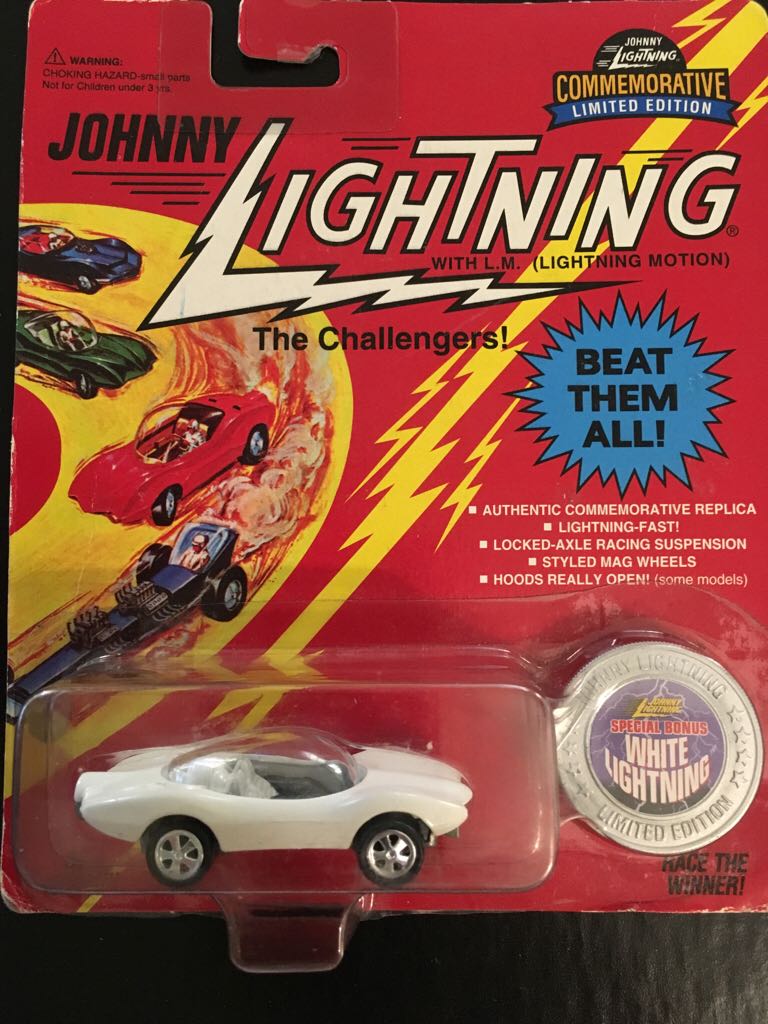 ⚠ WARNING:
CHOKING HAZARD-small parts
Not for Children under 3 yrs.
JOHNNY
LIGHTNING
COMMEMORATIVE
LIMITED EDITION
JOHNNY
LIGHTNING®
WITH L.M. (LIGHTNING MOTION)
The Challengers!
BEAT
THEM
ALL!
▪ AUTHENTIC COMMEMORATIVE REPLICA
▪ LIGHTNING-FAST!
▪ LOCKED-AXLE RACING SUSPENSION
▪ STYLED MAG WHEELS
▪ HOODS REALLY OPEN! (some models)
JOHNNY LIGHTNING
JOHNNY
LIGHTNING
SPECIAL BONUS
WHITE
LIGHTNING
LIMITED EDITION
RACE THE
WINNER!